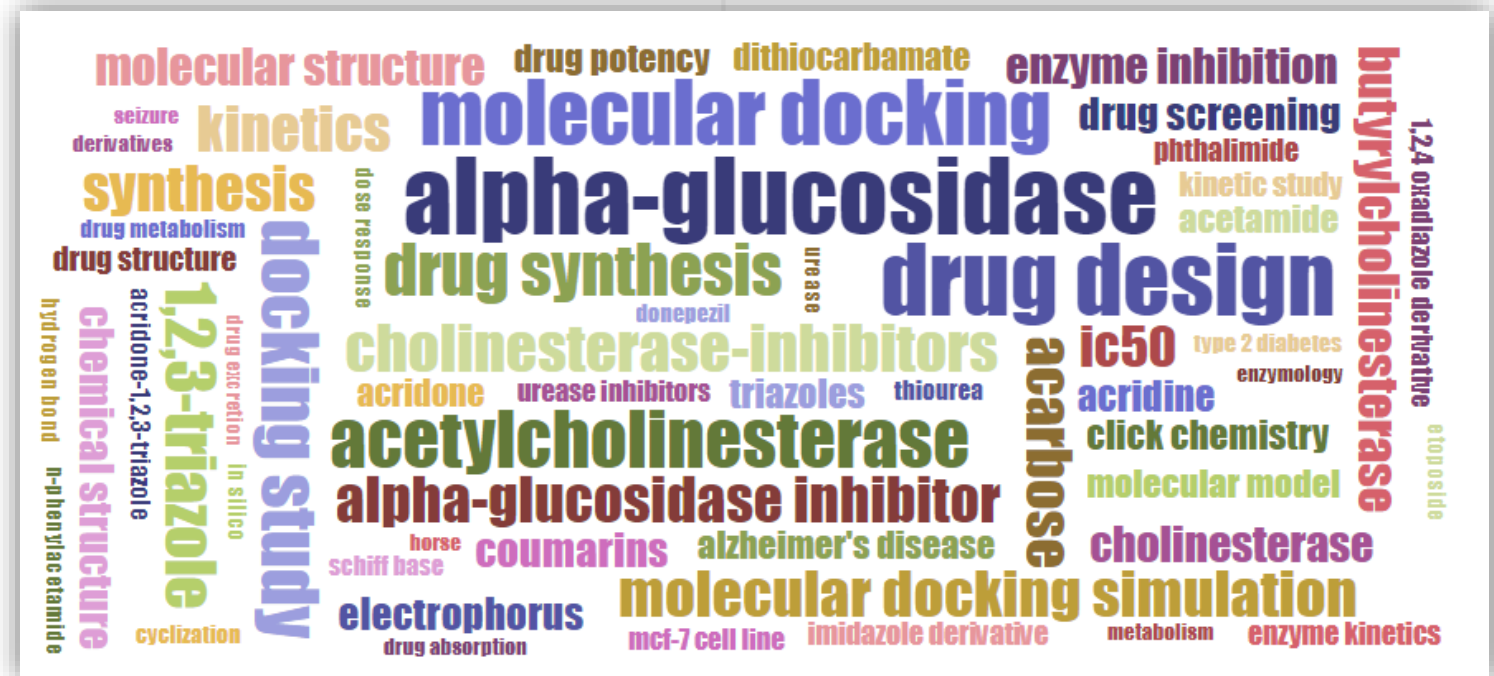 molecular structure
drug potency
dithiocarbamate
enzyme inhibition
butyrylcholinesterase
seizure
kinetics
molecular docking
drug screening
1,2,4 oxadiazole derivative
derivatives
phthalimide
synthesis
dose response
alpha-glucosidase
kinetic study
acetamide
drug metabolism
docking study
drug structure
drug synthesis
urease
drug design
hydrogen bond
chemical structure
acridone-1,2,3-triazole
1,2,3-triazole
drug excretion
donepezil
cholinesterase-inhibitors
acarbose
ic50
type 2 diabetes
enzymology
acridone
urease inhibitors
triazoles
thiourea
acridine
acetylcholinesterase
click chemistry
etoposide
n-phenylacetamide
in silico
alpha-glucosidase inhibitor
molecular model
horse
coumarins
alzheimer's disease
cholinesterase
schiff base
electrophorus
molecular docking simulation
cyclization
drug absorption
mcf-7 cell line
imidazole derivative
metabolism
enzyme kinetics